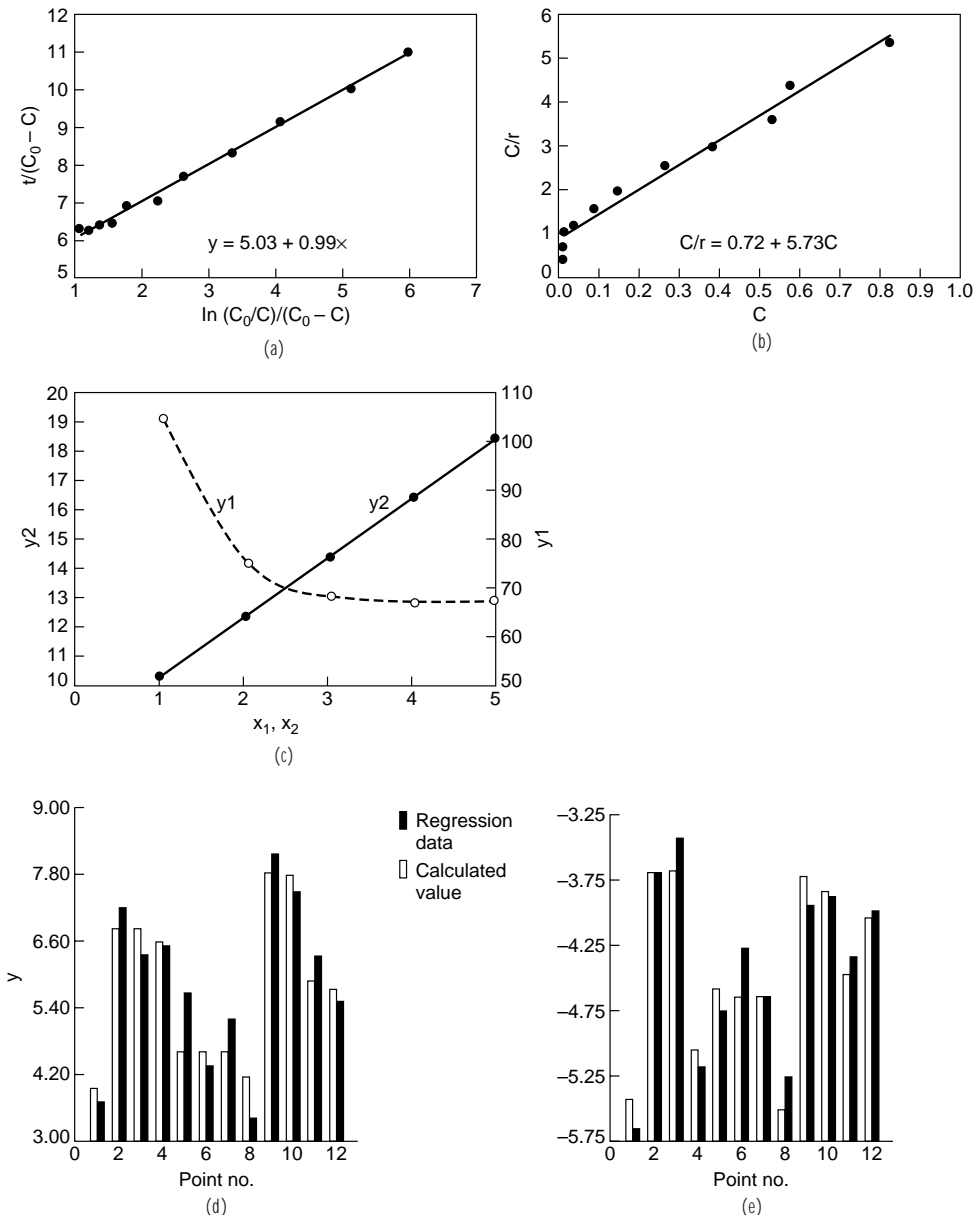 12
11
10
9
8
7
6
5
t/(C₀ – C)
1 2 3 4 5 6 7
y = 5.03 + 0.99×
ln (C₀/C)/(C₀ – C)
(a)
6
5
4
3
2
1
0
C/r
0.0 0.1 0.2 0.3 0.4 0.5 0.6 0.7 0.8 0.9 1.0
C/r = 0.72 + 5.73C
C
(b)
20
19
18
17
16
15
14
13
12
11
10
y2
110
100
90
80
70
60
50
y1
y1
y2
0 1 2 3 4 5
x₁, x₂
(c)
9.00
7.80
6.60
5.40
4.20
3.00
y
0 2 4 6 8 10 12
Point no.
(d)
Regression
data
Calculated
value
–3.25
–3.75
–4.25
–4.75
–5.25
–5.75
0 2 4 6 8 10 12
Point no.
(e)